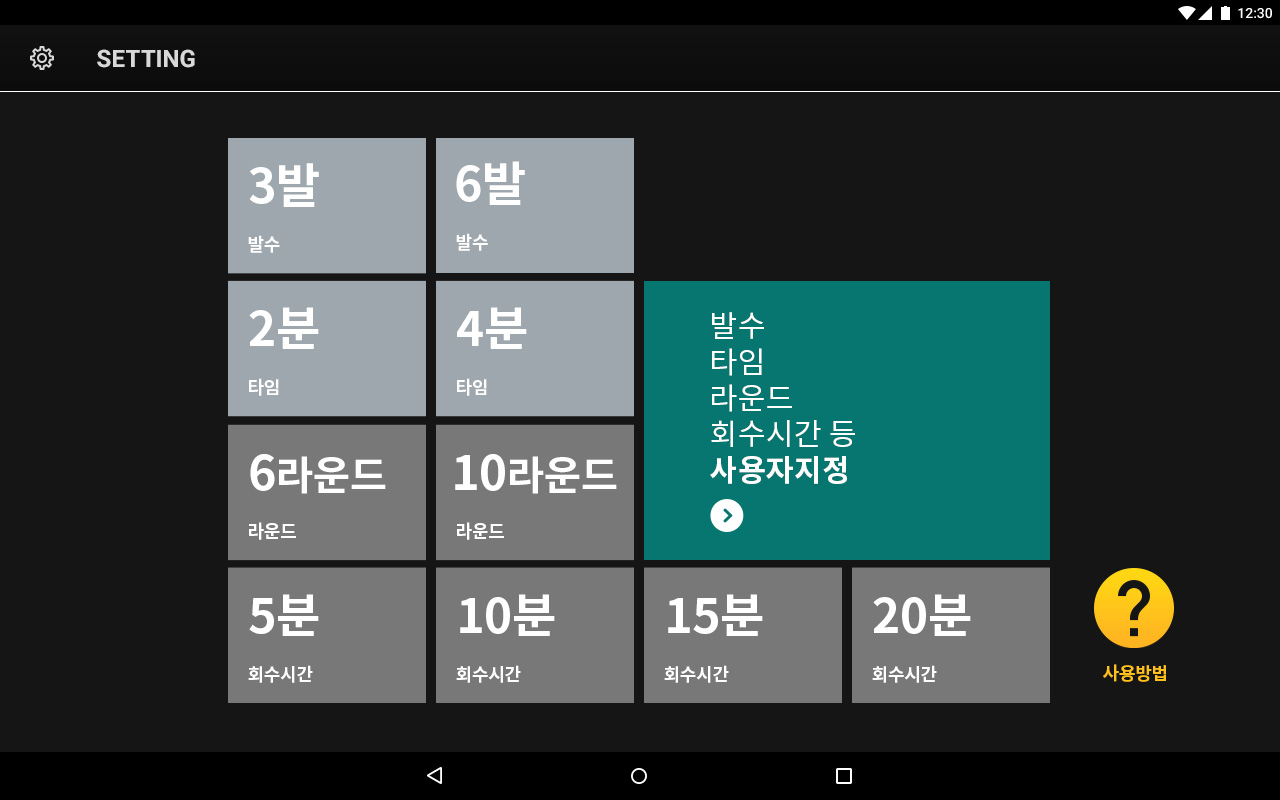 12:30
SETTING
3발
발수
6발
발수
2분
타임
4분
타임
발수
타임
라운드
회수시간 등
사용자지정
6라운드
라운드
10라운드
라운드
5분
회수시간
10분
회수시간
15분
회수시간
20분
회수시간
?
사용방법